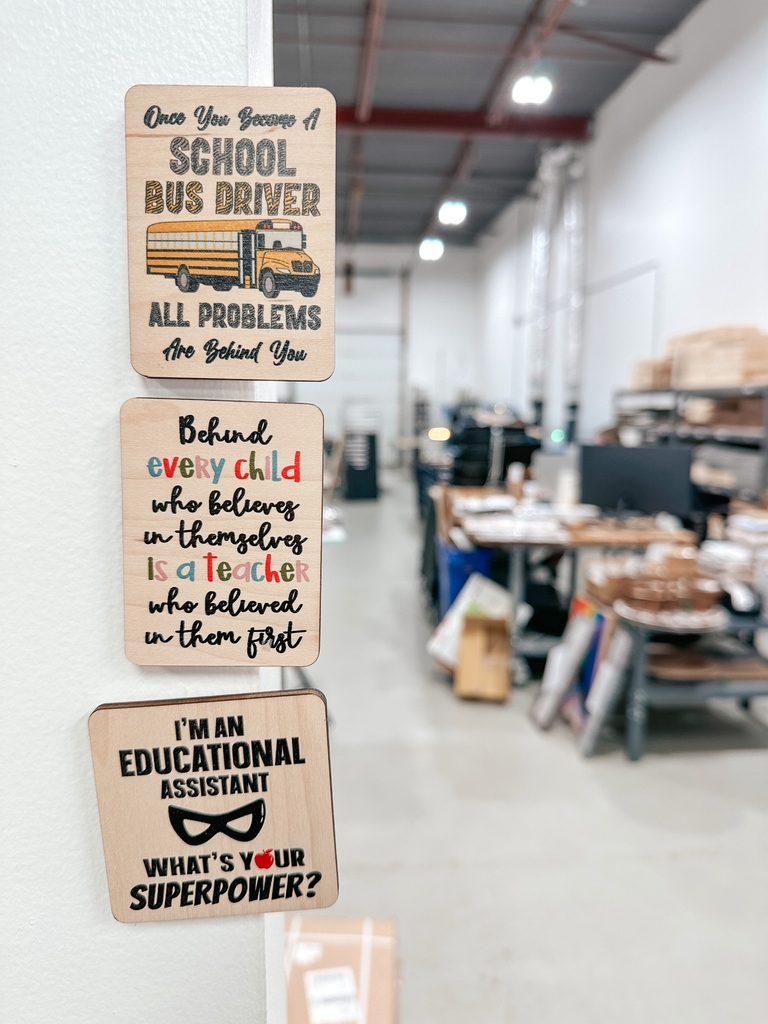 Once You Become A
SCHOOL
BUS DRIVER
ALL PROBLEMS
Are Behind You
Behind
every child
who believes
in themselves
is a teacher
who believed
in them first
I'M AN
EDUCATIONAL
ASSISTANT
WHAT'S YOUR
SUPERPOWER?